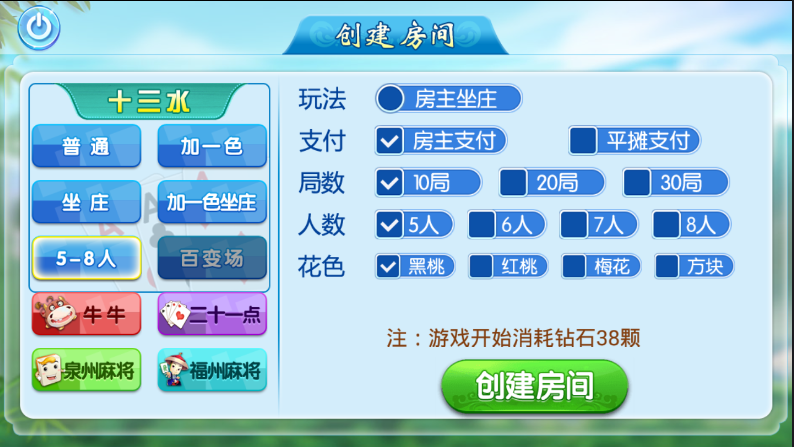 创建房间
十三水
普通
加一色
坐庄
加一色坐庄
5-8人
百变场
牛牛
二十一点
泉州麻将
福州麻将
玩法 房主坐庄
支付 房主支付 平摊支付
局数 10局 20局 30局
人数 5人 6人 7人 8人
花色 黑桃 红桃 梅花 方块
注：游戏开始消耗钻石38颗
创建房间